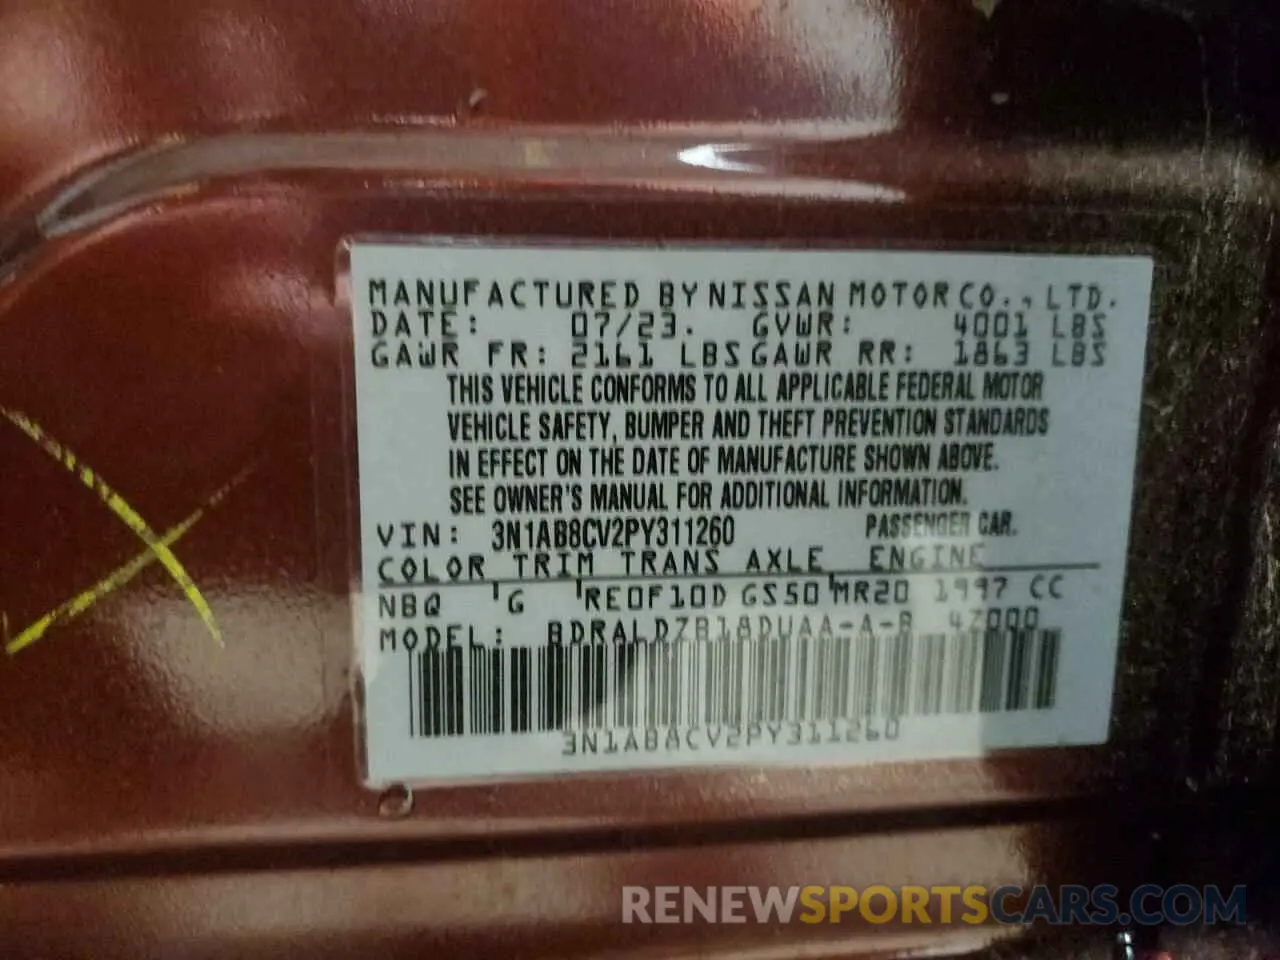 MANUFACTURED BY NISSAN MOTOR CO., LTD.
DATE: 07/23. GVWR: 4001 LBS
GAWR FR: 2161 LBS GAWR RR: 1863 LBS
THIS VEHICLE CONFORMS TO ALL APPLICABLE FEDERAL MOTOR
VEHICLE SAFETY, BUMPER AND THEFT PREVENTION STANDARDS
IN EFFECT ON THE DATE OF MANUFACTURE SHOWN ABOVE.
SEE OWNER'S MANUAL FOR ADDITIONAL INFORMATION.
VIN: 3N1AB8CV2PY311260 PASSENGER CAR.
COLOR TRIM TRANS AXLE ENGINE
NBQ G RE0F10D GS50 MR20 1997 CC
MODEL: BDRALDZB18DUAA-A-B 4Z000
3N1AB8CV2PY311260
RENEWSPORTSCARS.COM